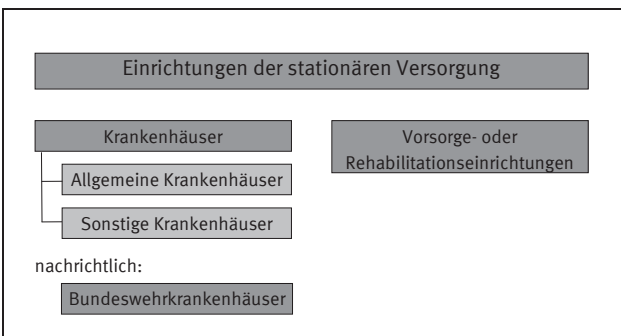 Einrichtungen der stationären Versorgung
Krankenhäuser
Allgemeine Krankenhäuser
Sonstige Krankenhäuser
nachrichtlich:
Bundeswehrkrankenhäuser
Vorsorge- oder
Rehabilitationseinrichtungen